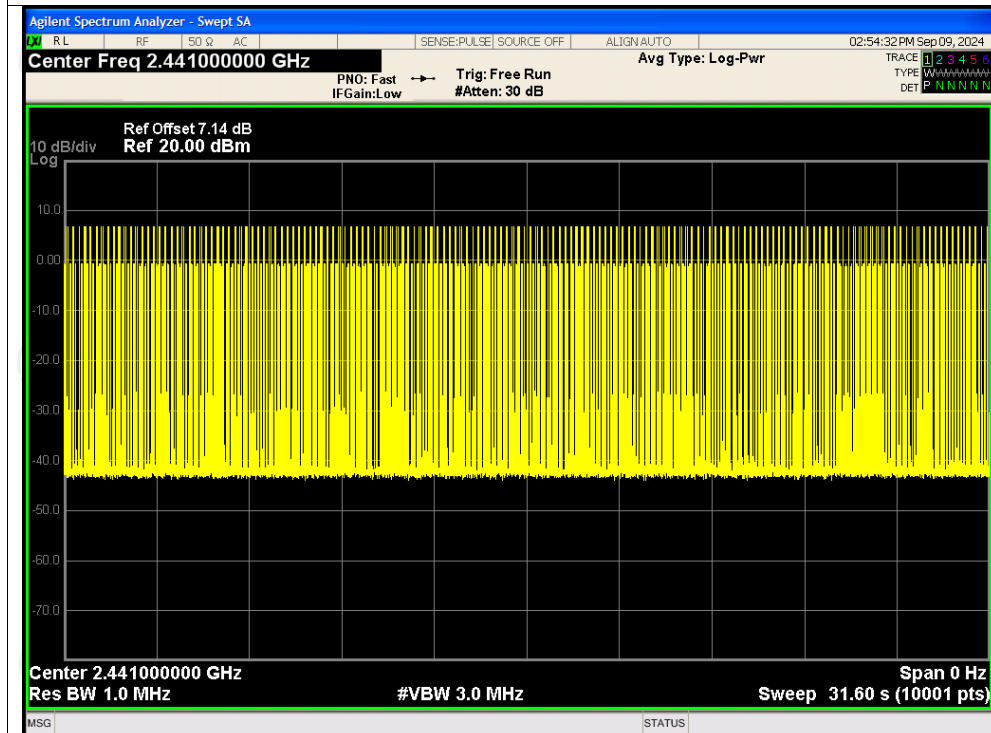 Agilent Spectrum Analyzer - Swept SA
LXI RL RF 50 Ω AC SENSE:PULSE SOURCE OFF ALIGNAUTO 02:54:32 PM Sep 09, 2024
Center Freq 2.441000000 GHz Avg Type: Log-Pwr TRACE 1 2 3 4 5 6
PNO: Fast Trig: Free Run TYPE W
IFGain:Low #Atten: 30 dB DET P N N N N N
Ref Offset 7.14 dB
10 dB/div Ref 20.00 dBm
Log
10.0
0.00
-10.0
-20.0
-30.0
-40.0
-50.0
-60.0
-70.0
Center 2.441000000 GHz Span 0 Hz
Res BW 1.0 MHz #VBW 3.0 MHz Sweep 31.60 s (10001 pts)
MSG STATUS